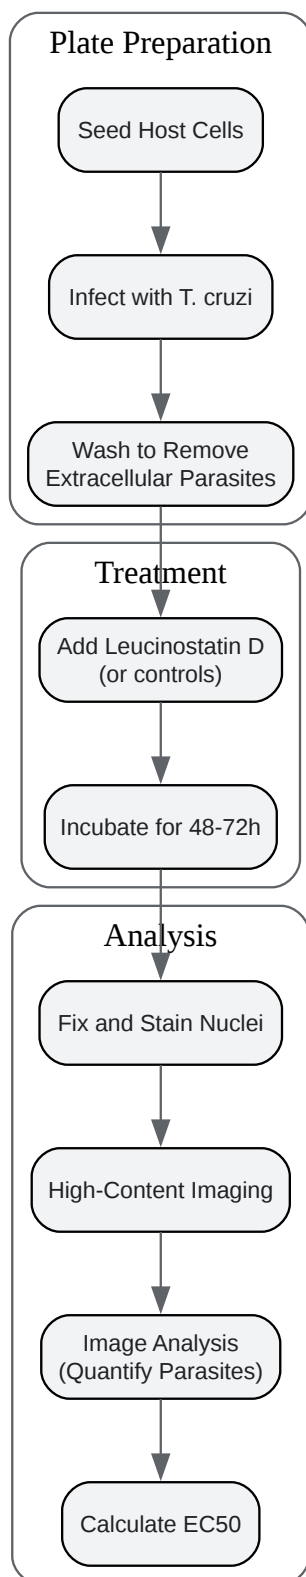 Plate Preparation
Seed Host Cells
Infect with T. cruzi
Wash to Remove
Extracellular Parasites
Treatment
Add Leucinostatin D
(or controls)
Incubate for 48-72h
Analysis
Fix and Stain Nuclei
High-Content Imaging
Image Analysis
(Quantify Parasites)
Calculate EC50